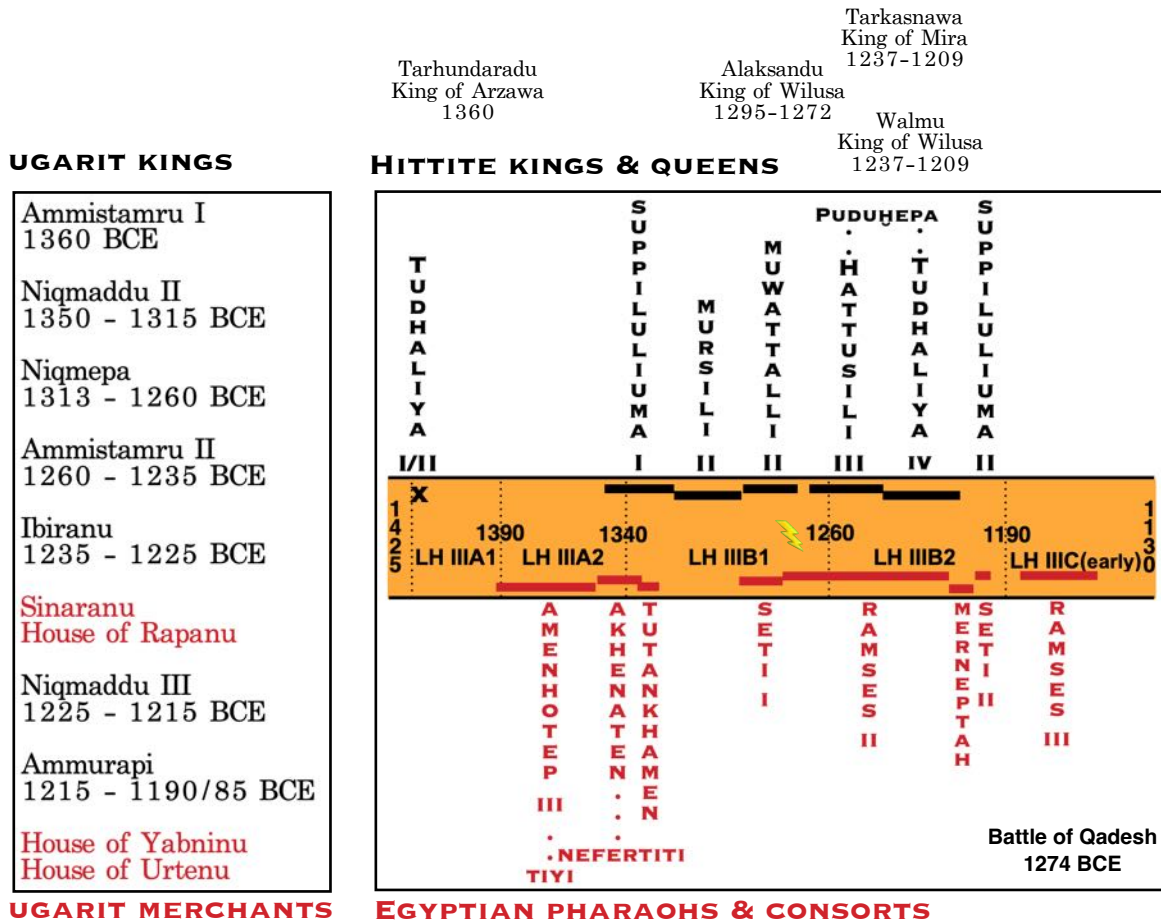 Tarkasnawa
King of Mira
1237-1209
Tarhundaradu
King of Arzawa
1360
Alaksandu
King of Wilusa
1295-1272
Walmu
King of Wilusa
1237-1209
UGARIT KINGS
HITTITE KINGS & QUEENS
Ammistamru I
1360 BCE
Niqmaddu II
1350 - 1315 BCE
Niqmepa
1313 - 1260 BCE
Ammistamru II
1260 - 1235 BCE
Ibiranu
1235 - 1225 BCE
Sinaranu
House of Rapanu
Niqmaddu III
1225 - 1215 BCE
Ammurapi
1215 - 1190/85 BCE
House of Yabninu
House of Urtenu
UGARIT MERCHANTS
PUDUḪEPA
TUDHALIYA I/II
SUPPILULIUMA I
MURSILI II
MUWATTALLI II
HATTUSILI III
TUDHALIYA IV
SUPPILULIUMA II
X
1425
1390
1340
1260
1190
1130
LH IIIA1
LH IIIA2
LH IIIB1
LH IIIB2
LH IIIC(early)
AMENHOTEP III
AKHENATEN
TUTANKHAMEN
SETI I
RAMSES II
MERNEPTAH
SETI II
RAMSES III
NEFERTITI
TIYI
Battle of Qadesh
1274 BCE
EGYPTIAN PHARAOHS & CONSORTS